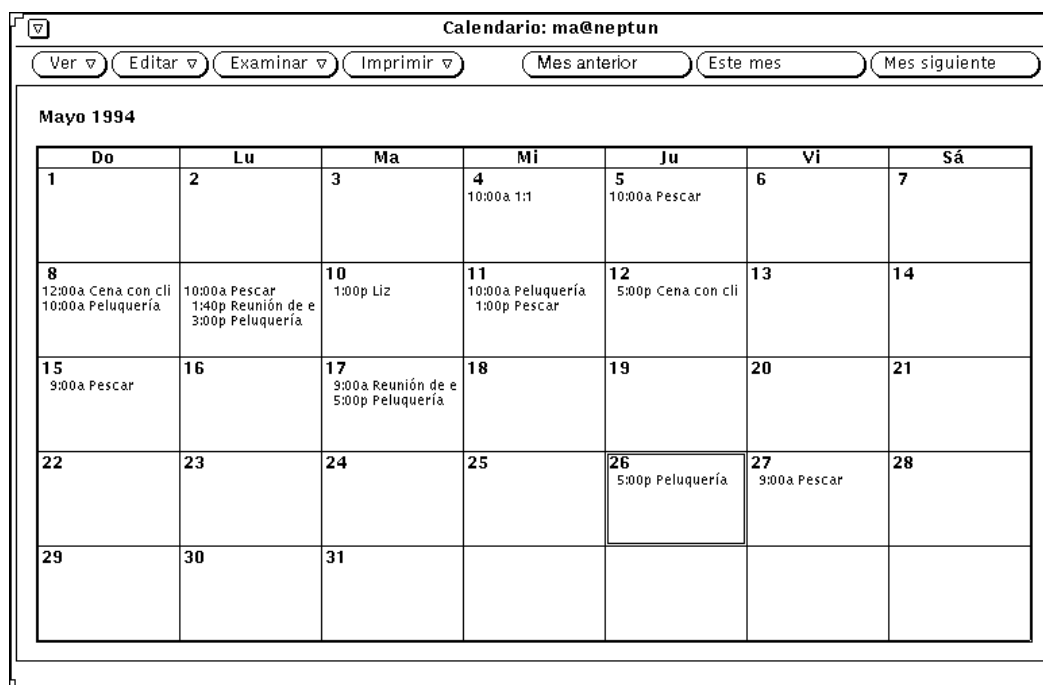 Calendario: ma@neptun
Ver Editar Examinar Imprimir Mes anterior Este mes Mes siguiente
Mayo 1994
Do Lu Ma Mi Ju Vi Sá
1 2 3 4 5 6 7
10:00a 1:1 10:00a Pescar
8 10 11 12 13 14
12:00a Cena con cli 10:00a Pescar 1:00p Liz 10:00a Peluquería 5:00p Cena con cli
10:00a Peluquería 1:40p Reunión de e 1:00p Pescar
3:00p Peluquería
15 16 17 18 19 20 21
9:00a Pescar 9:00a Reunión de e
5:00p Peluquería
22 23 24 25 26 27 28
5:00p Peluquería 9:00a Pescar
29 30 31